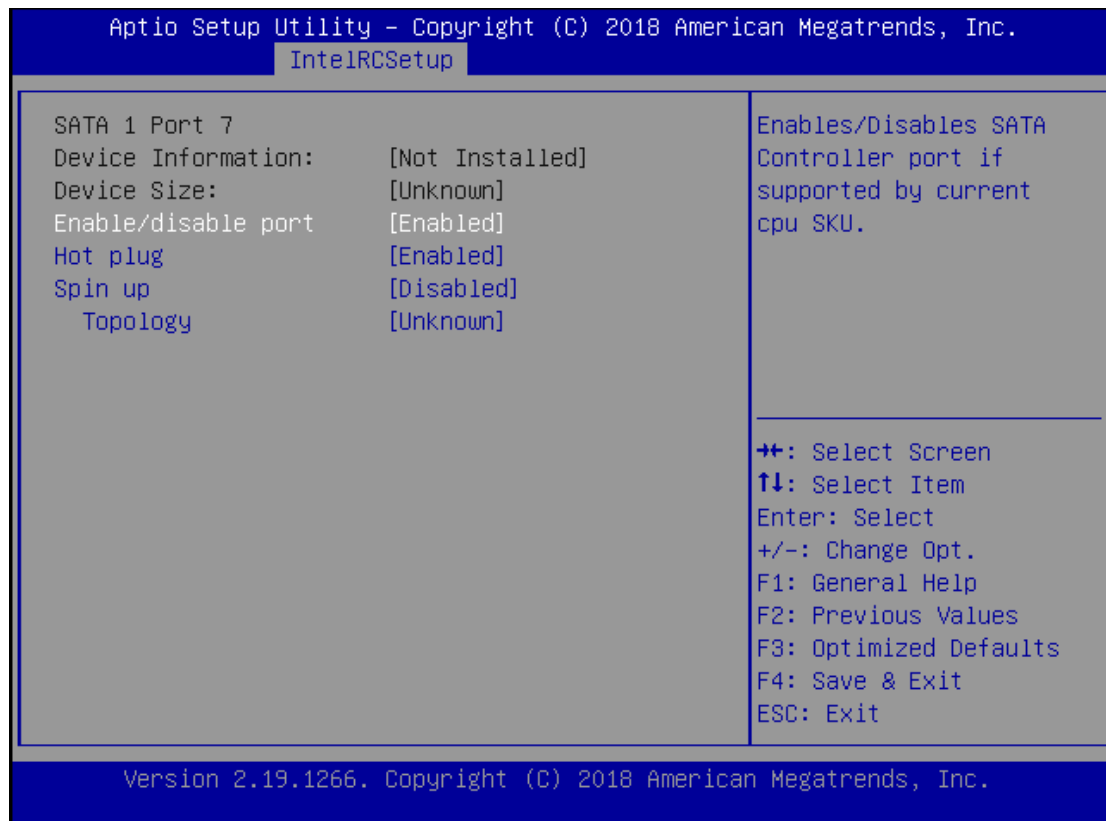 Aptio Setup Utility – Copyright (C) 2018 American Megatrends, Inc.
IntelRCSetup
SATA 1 Port 7
Device Information: [Not Installed]
Device Size: [Unknown]
Enable/disable port [Enabled]
Hot plug [Enabled]
Spin up [Disabled]
Topology [Unknown]
Enables/Disables SATA
Controller port if
supported by current
cpu SKU.
→←: Select Screen
↑↓: Select Item
Enter: Select
+/-: Change Opt.
F1: General Help
F2: Previous Values
F3: Optimized Defaults
F4: Save & Exit
ESC: Exit
Version 2.19.1266. Copyright (C) 2018 American Megatrends, Inc.